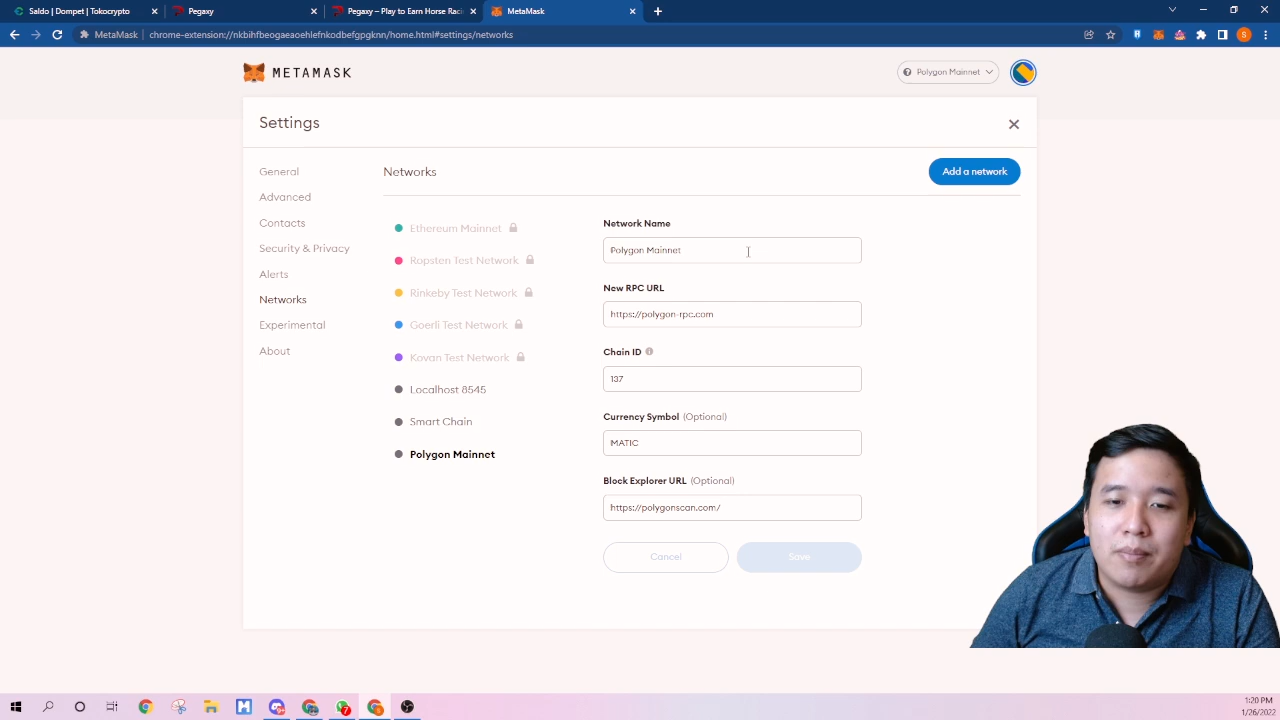 Saldo | Dompet | Tokocrypto
Pegaxy
Pegaxy – Play to Earn Horse Raci
MetaMask
MetaMask | chrome-extension://nkbihfbeogaeaoehlefnkodbefgpgknn/home.html#settings/networks
METAMASK
Polygon Mainnet
Settings
General
Advanced
Contacts
Security & Privacy
Alerts
Networks
Experimental
About
Networks
Add a network
Ethereum Mainnet
Ropsten Test Network
Rinkeby Test Network
Goerli Test Network
Kovan Test Network
Localhost 8545
Smart Chain
Polygon Mainnet
Network Name
Polygon Mainnet
New RPC URL
https://polygon-rpc.com
Chain ID
137
Currency Symbol (Optional)
MATIC
Block Explorer URL (Optional)
https://polygonscan.com/
Cancel
Save
1:20 PM
1/26/2022